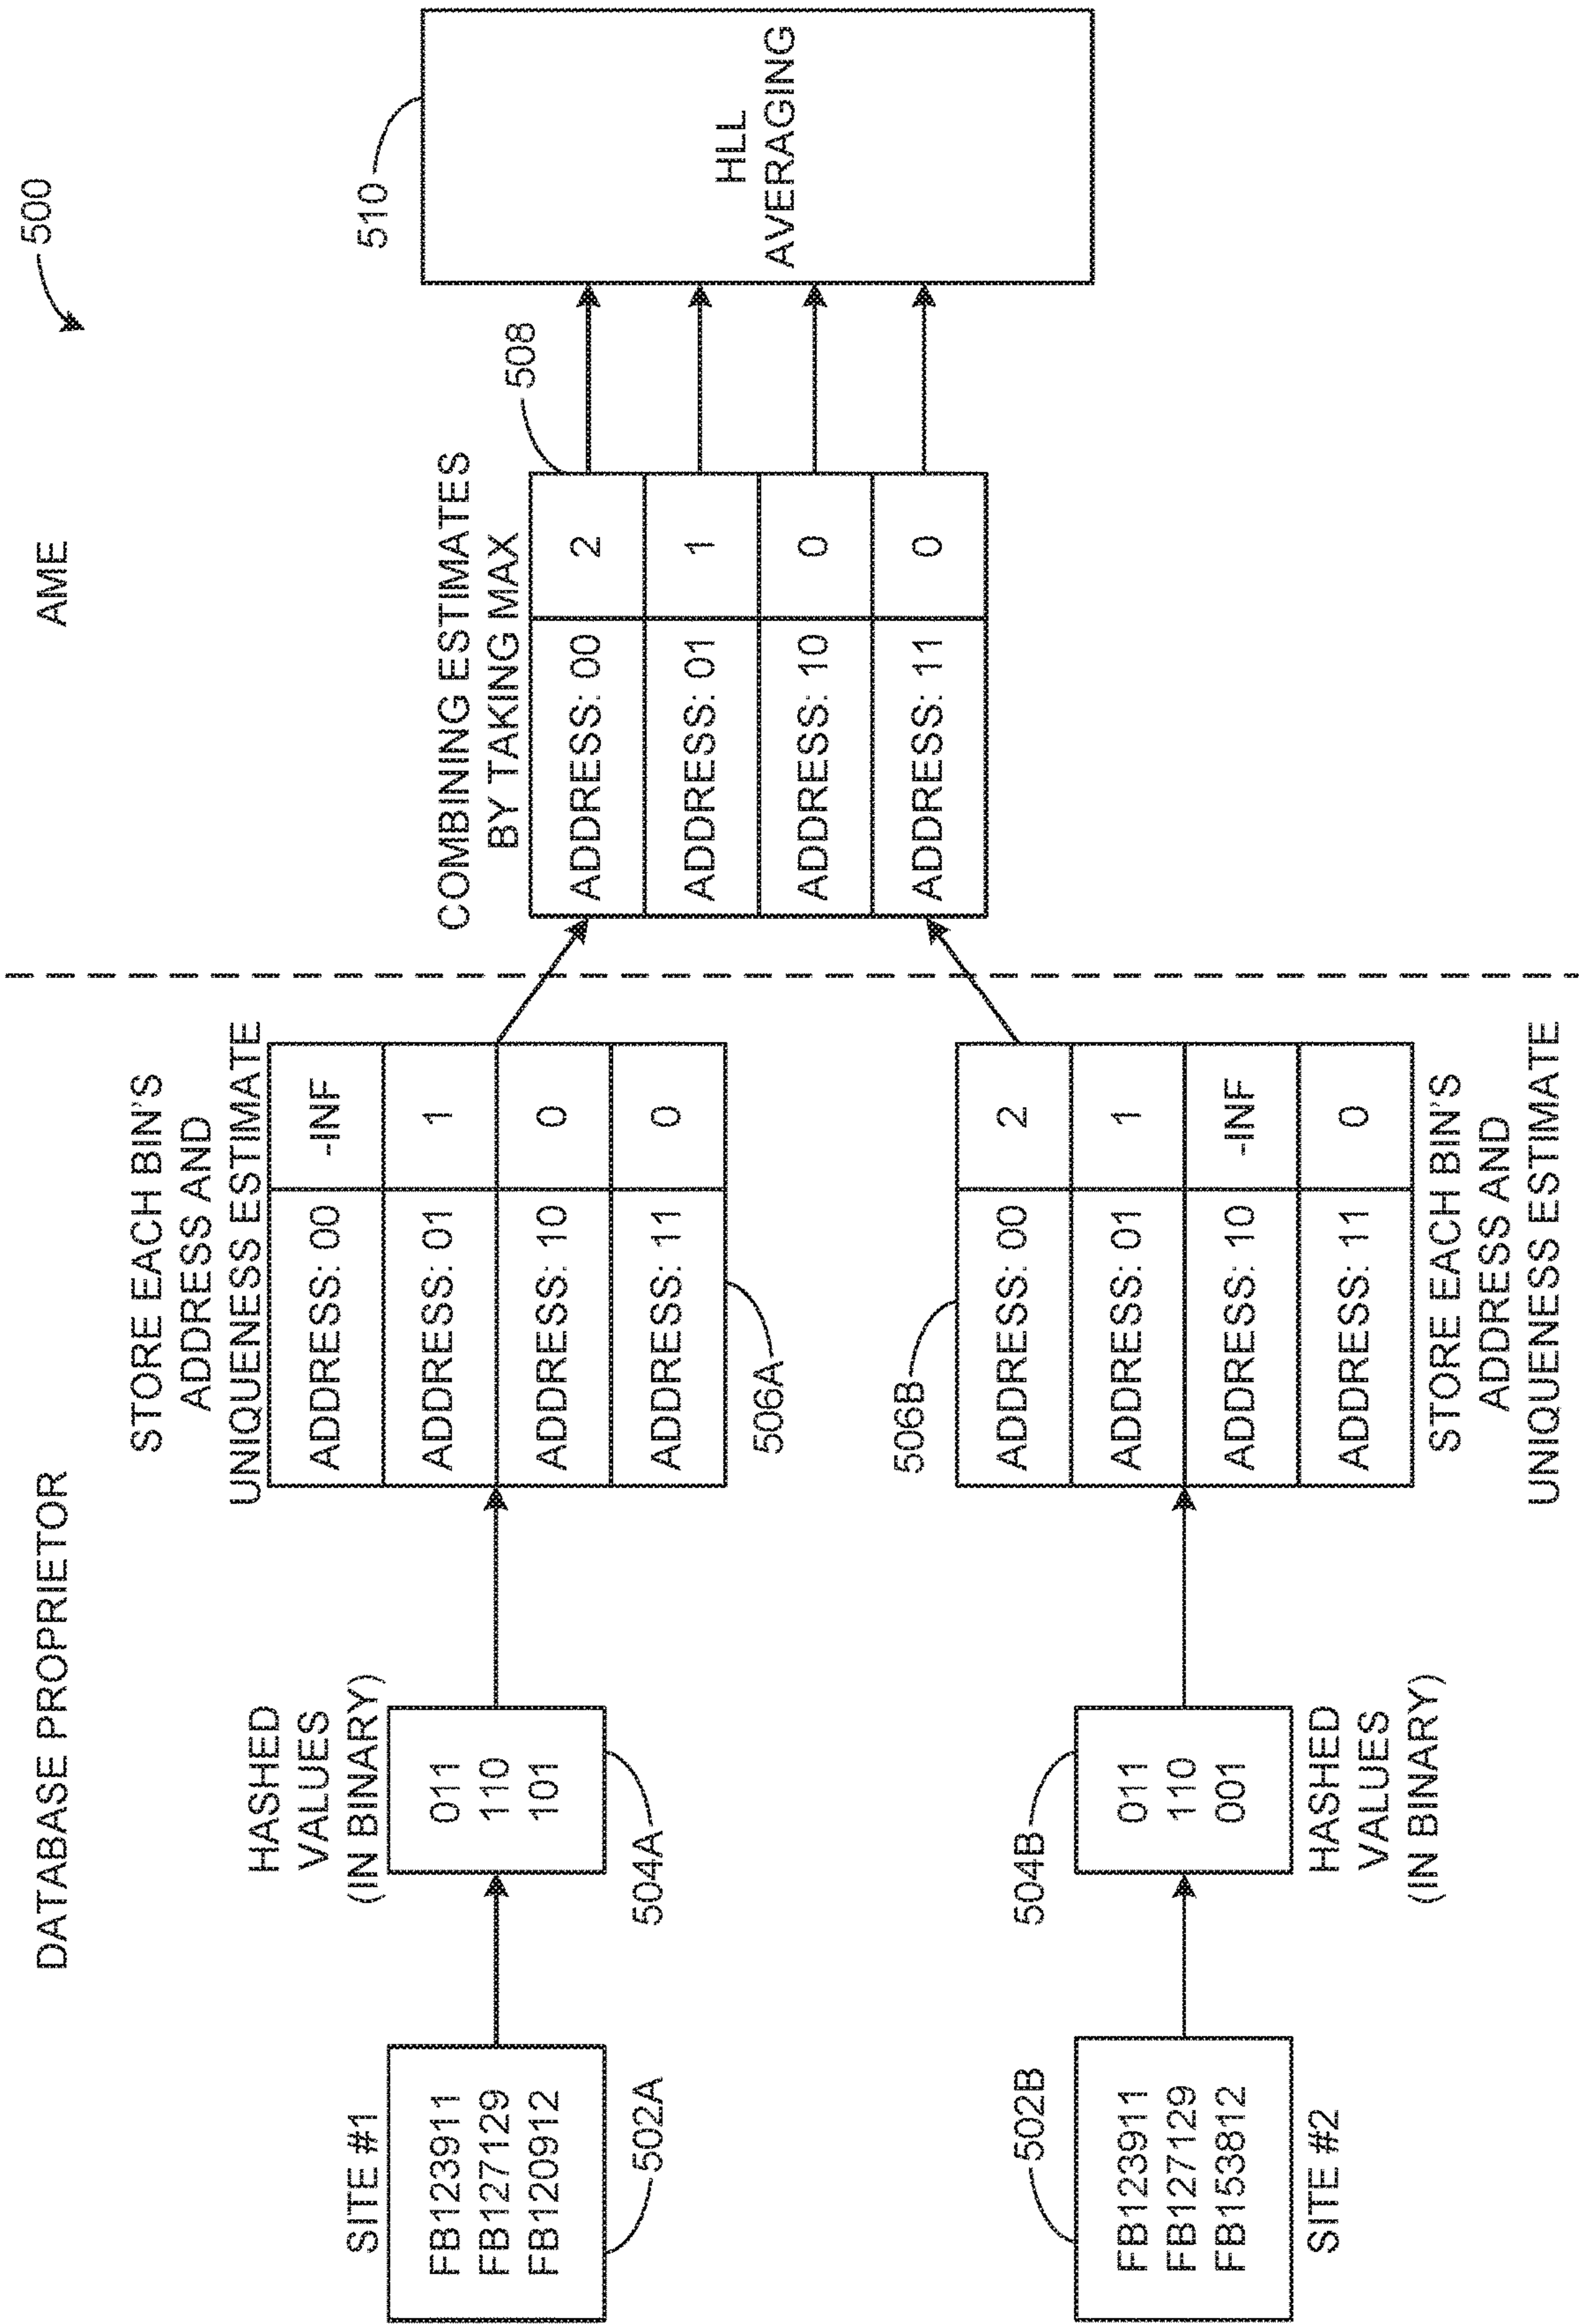 500
DATABASE PROPRIETOR
AME
SITE #1
FB123911
FB127129
FB120912
502A
HASHED
VALUES
(IN BINARY)
011
110
101
504A
STORE EACH BIN'S
ADDRESS AND
UNIQUENESS ESTIMATE
ADDRESS: 00 -INF
ADDRESS: 01 1
ADDRESS: 10 0
ADDRESS: 11 0
506A
COMBINING ESTIMATES
BY TAKING MAX
508
ADDRESS: 00 2
ADDRESS: 01 1
ADDRESS: 10 0
ADDRESS: 11 0
510
HLL
AVERAGING
502B
FB123911
FB127129
FB153812
SITE #2
504B
011
110
001
HASHED
VALUES
(IN BINARY)
506B
ADDRESS: 00 2
ADDRESS: 01 1
ADDRESS: 10 -INF
ADDRESS: 11 0
STORE EACH BIN'S
ADDRESS AND
UNIQUENESS ESTIMATE